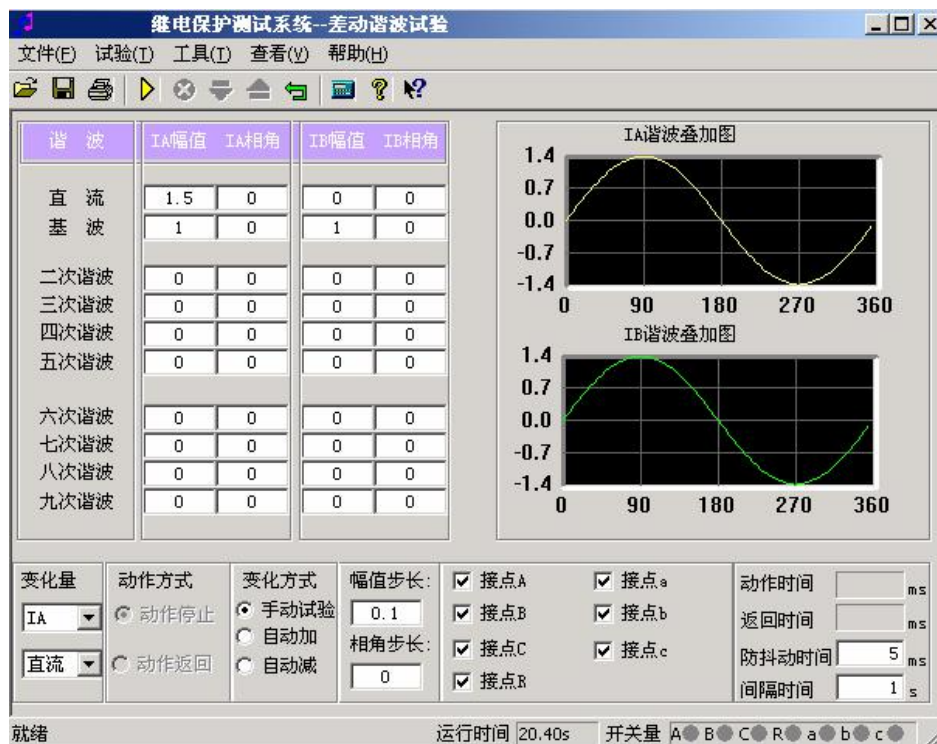 继电保护测试系统--差动谐波试验
文件(F) 试验(T) 工具(T) 查看(V) 帮助(H)
谐 波 IA幅值 IA相角 IB幅值 IB相角
直 流 1.5 0 0 0
基 波 1 0 1 0
二次谐波 0 0 0 0
三次谐波 0 0 0 0
四次谐波 0 0 0 0
五次谐波 0 0 0 0
六次谐波 0 0 0 0
七次谐波 0 0 0 0
八次谐波 0 0 0 0
九次谐波 0 0 0 0
IA谐波叠加图
1.4
0.7
0.0
-0.7
-1.4
0 90 180 270 360
IB谐波叠加图
1.4
0.7
0.0
-0.7
-1.4
0 90 180 270 360
变化量
IA
直流
动作方式
动作停止
动作返回
变化方式
手动试验
自动加
自动减
幅值步长:
0.1
相角步长:
0
接点A 接点a
接点B 接点b
接点C 接点c
接点R
动作时间 ms
返回时间 ms
防抖动时间 5 ms
间隔时间 1 s
就绪 运行时间 20.40s 开关量 A B C R a b c